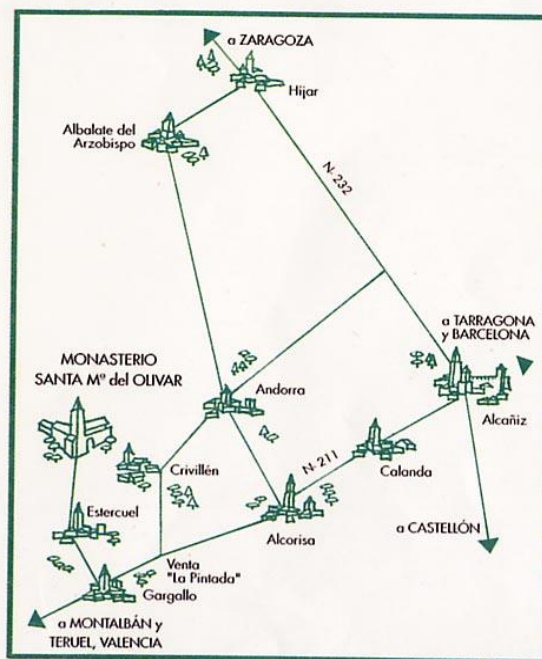 a ZARAGOZA
Hijar
Albalate del
Arzobispo
N-232
a TARRAGONA
y BARCELONA
MONASTERIO
SANTA Mº del OLIVAR
Andorra
Alcañiz
Crivillén
N-211
Calanda
Estercuel
Alcorisa
a CASTELLÓN
Venta
"La Pintada"
Gargallo
a MONTALBÁN y
TERUEL, VALENCIA